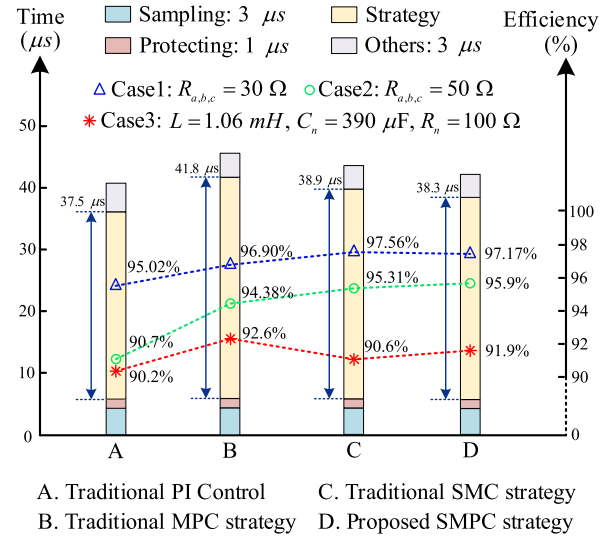 Time
(μs)
Sampling: 3 μs
Strategy
Protecting: 1 μs
Others: 3 μs
Efficiency
(%)
Case1: R_{a,b,c} = 30 Ω
Case2: R_{a,b,c} = 50 Ω
Case3: L = 1.06 mH, C_n = 390 μF, R_n = 100 Ω
50
40
30
20
10
0
100
98
96
94
92
90
0
37.5 μs
41.8 μs
38.9 μs
38.3 μs
95.02%
96.90%
97.56%
97.17%
90.7%
94.38%
95.31%
95.9%
90.2%
92.6%
90.6%
91.9%
A
B
C
D
A. Traditional PI Control
C. Traditional SMC strategy
B. Traditional MPC strategy
D. Proposed SMPC strategy